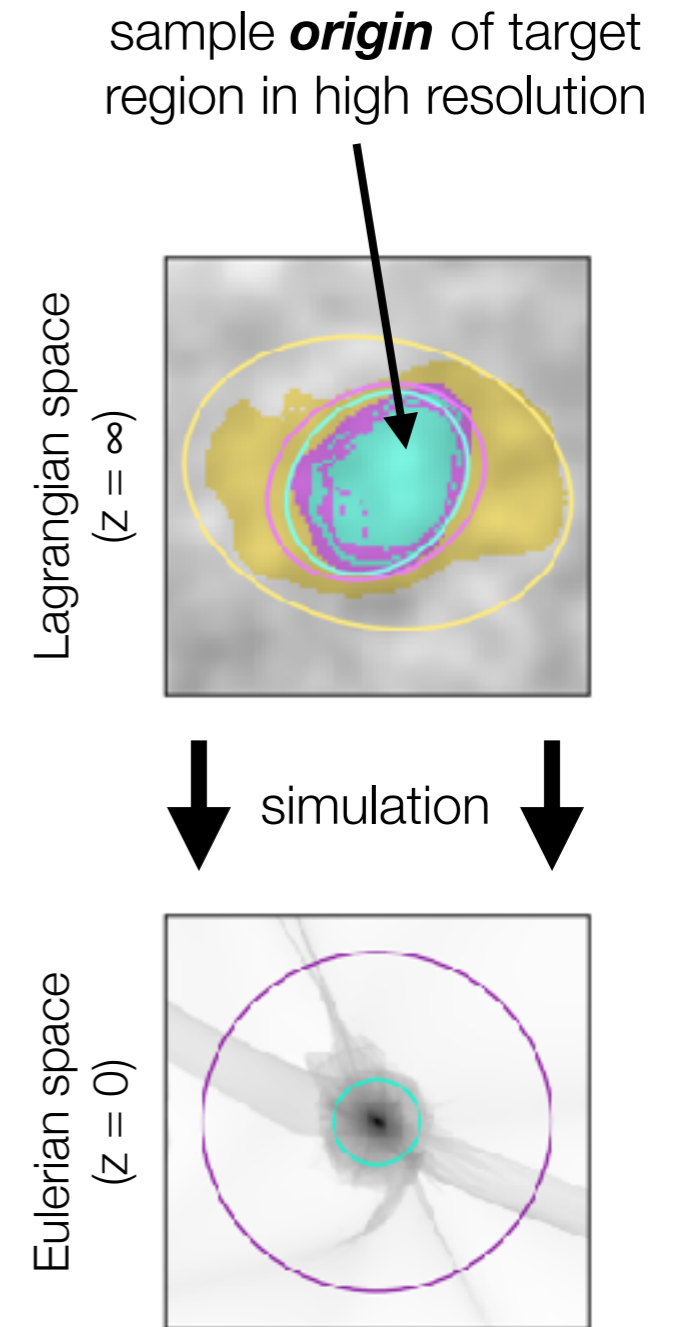 sample origin of target
region in high resolution
Lagrangian space
(z = ∞)
simulation
Eulerian space
(z = 0)